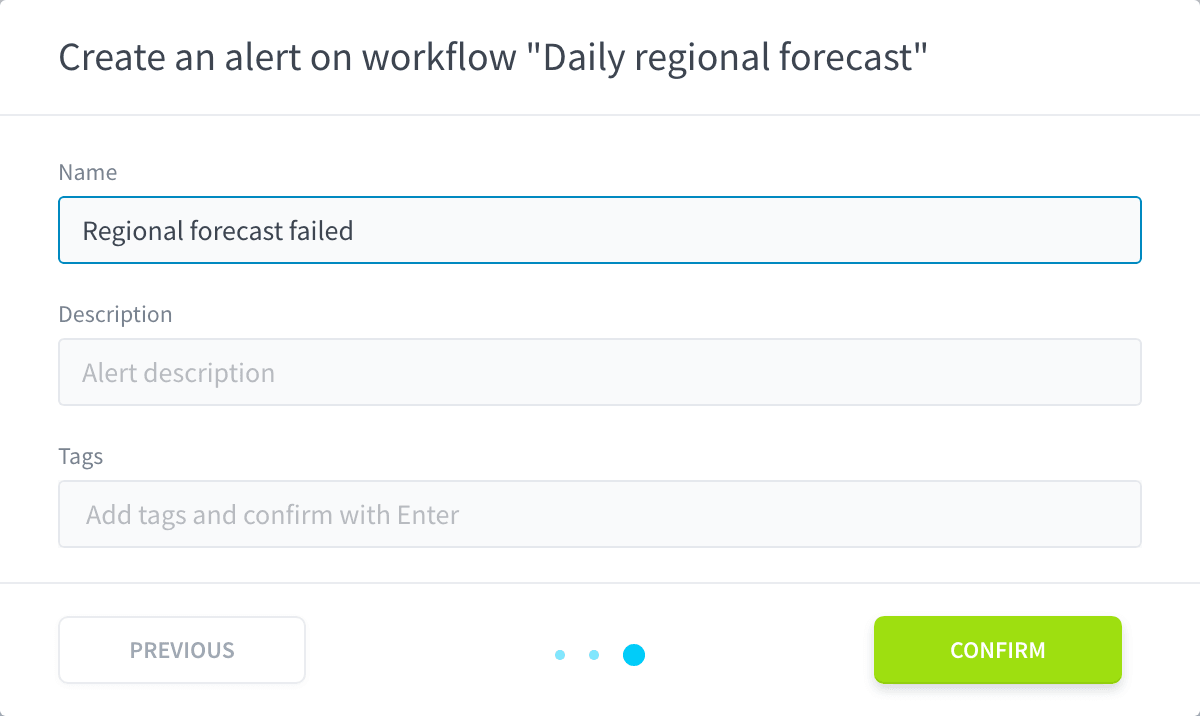 Create an alert on workflow "Daily regional forecast"
Name
Regional forecast failed
Description
Alert description
Tags
Add tags and confirm with Enter
PREVIOUS
CONFIRM